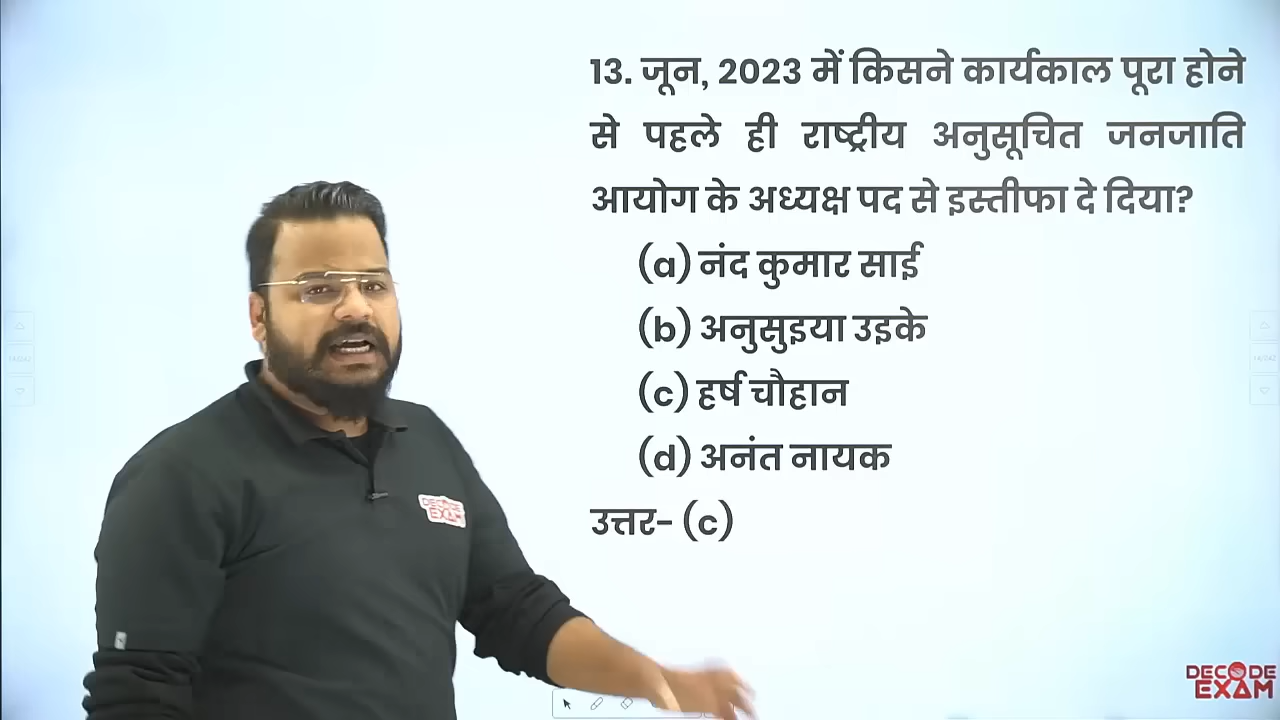 13. जून, 2023 में किसने कार्यकाल पूरा होने
से पहले ही राष्ट्रीय अनुसूचित जनजाति
आयोग के अध्यक्ष पद से इस्तीफा दे दिया?
(a) नंद कुमार साई
(b) अनुसुइया उइके
(c) हर्ष चौहान
(d) अनंत नायक
उत्तर- (c)
DECODE
EXAM
DECODE
EXAM